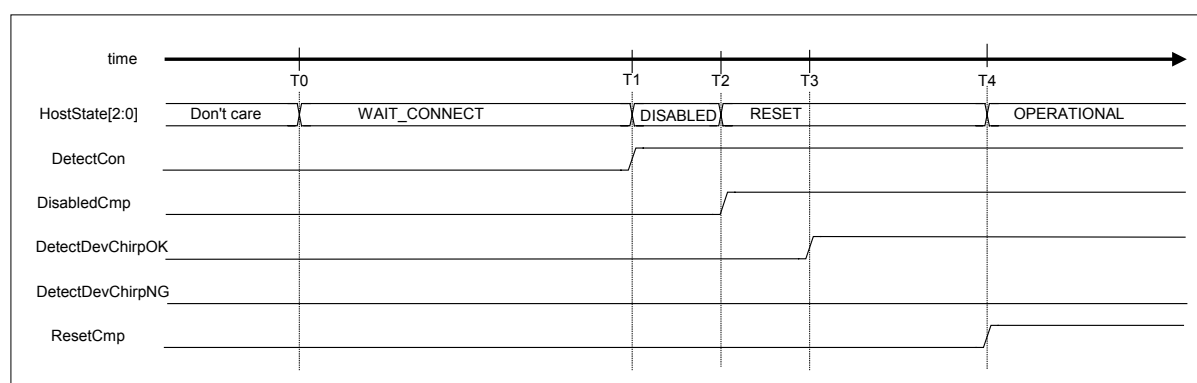 time
T0 T1 T2 T3 T4
HostState[2:0] Don't care WAIT_CONNECT DISABLED RESET OPERATIONAL
DetectCon
DisabledCmp
DetectDevChirpOK
DetectDevChirpNG
ResetCmp